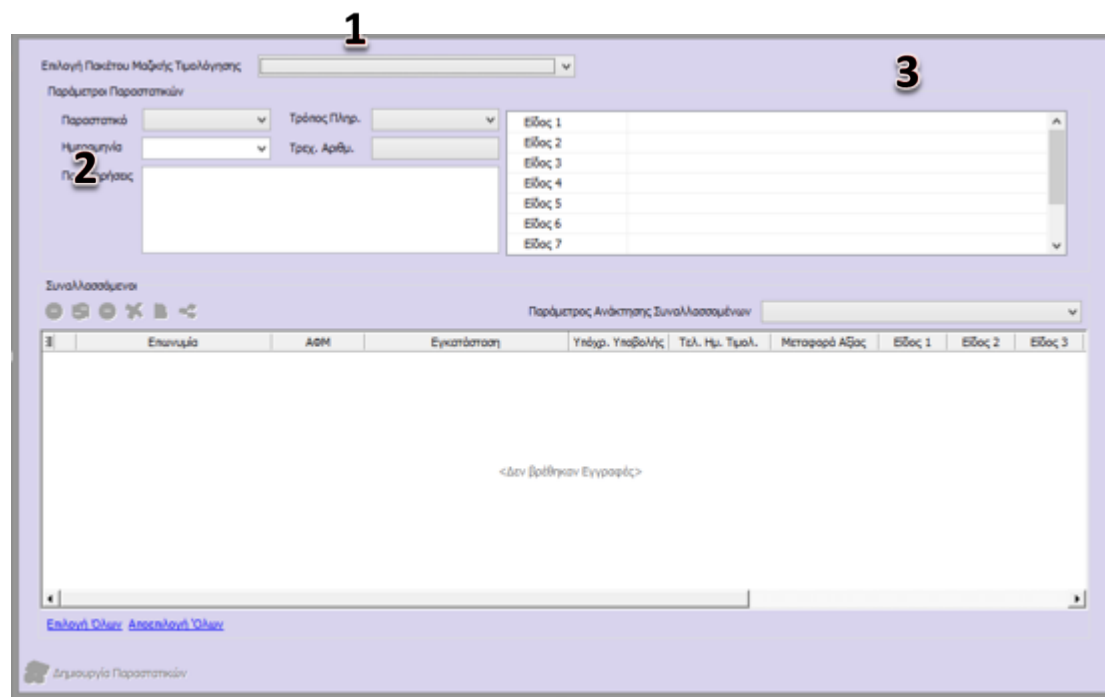 1
Επιλογή Πακέτου Μαζικής Τιμολόγησης
3
Παράμετροι Παραστατικών
Παραστατικό Τρόπος Πληρ.
Ημερομηνία Τρεχ. Αριθμ.
2
Είδος 1
Είδος 2
Είδος 3
Είδος 4
Είδος 5
Είδος 6
Είδος 7
Συναλλασσόμενοι
Παράμετρος Ανάκτησης Συναλλασσομένων
Επωνυμία ΑΦΜ Εγκατάσταση Υπόχρ. Υποβολής Τελ. Ημ. Τιμολ. Μεταφορά Αξίας Είδος 1 Είδος 2 Είδος 3
<Δεν βρέθηκαν Εγγραφές>
Επιλογή Όλων Αποεπιλογή Όλων
Δημιουργία Παραστατικών